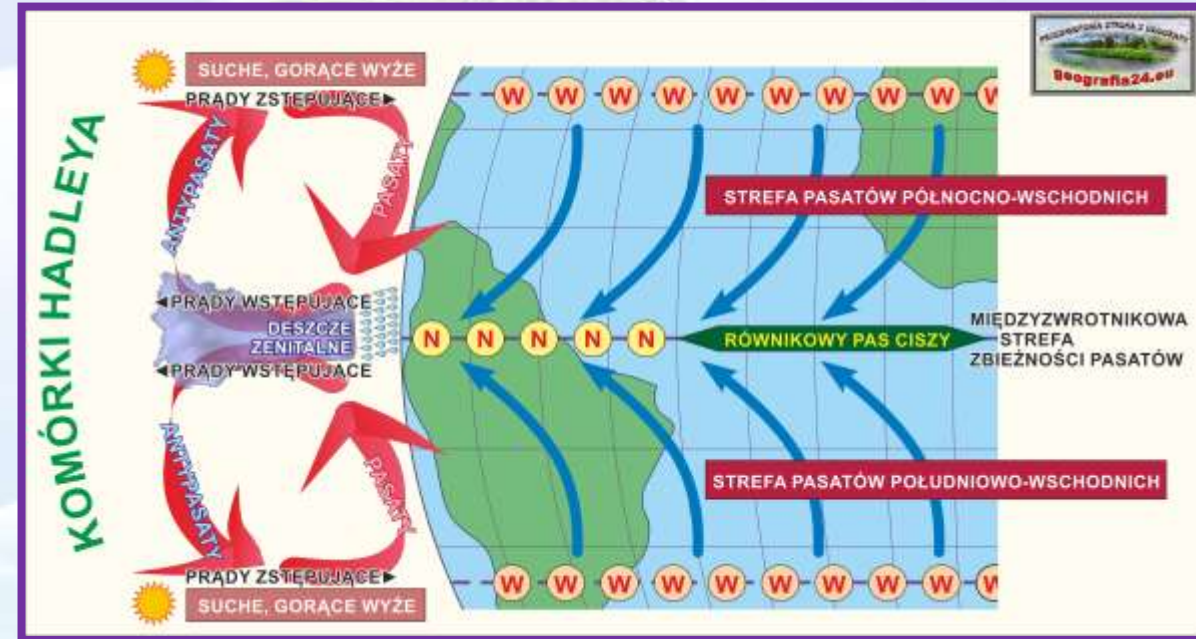 KOMÓRKI HADLEYA
SUCHE, GORĄCE WYŻE
PRĄDY ZSTĘPUJĄCE
ANTYPASATY
PASATY
PRĄDY WSTĘPUJĄCE
DESZCZE
ZENITALNE
PRĄDY WSTĘPUJĄCE
ANTYPASATY
PASATY
PRĄDY ZSTĘPUJĄCE
SUCHE, GORĄCE WYŻE
W W W W W W W W W
STREFA PASATÓW PÓŁNOCNO-WSCHODNICH
N N N N N
RÓWNIKOWY PAS CISZY
MIĘDZYZWROTNIKOWA
STREFA
ZBIEŻNOŚCI PASATÓW
STREFA PASATÓW POŁUDNIOWO-WSCHODNICH
W W W W W W W W W
geografia24.eu